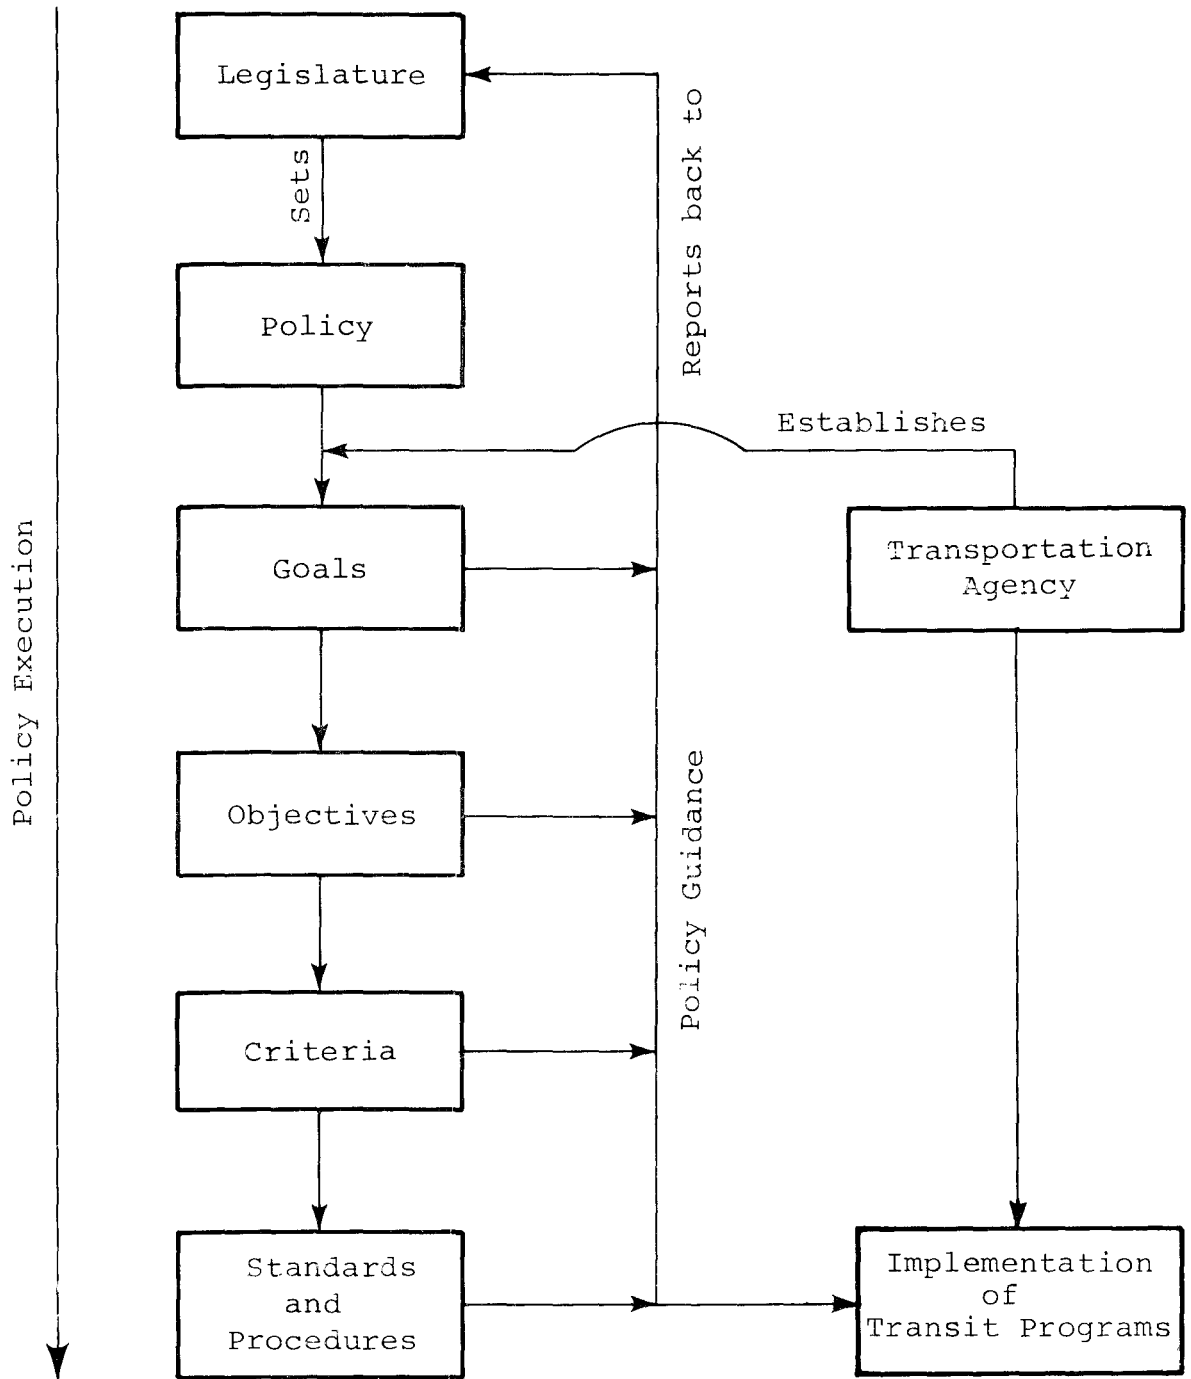 Legislature
Sets
Reports back to
Policy
Establishes
Policy Execution
Goals
Transportation
Agency
Objectives
Policy Guidance
Criteria
Standards
and
Procedures
Implementation
of
Transit Programs